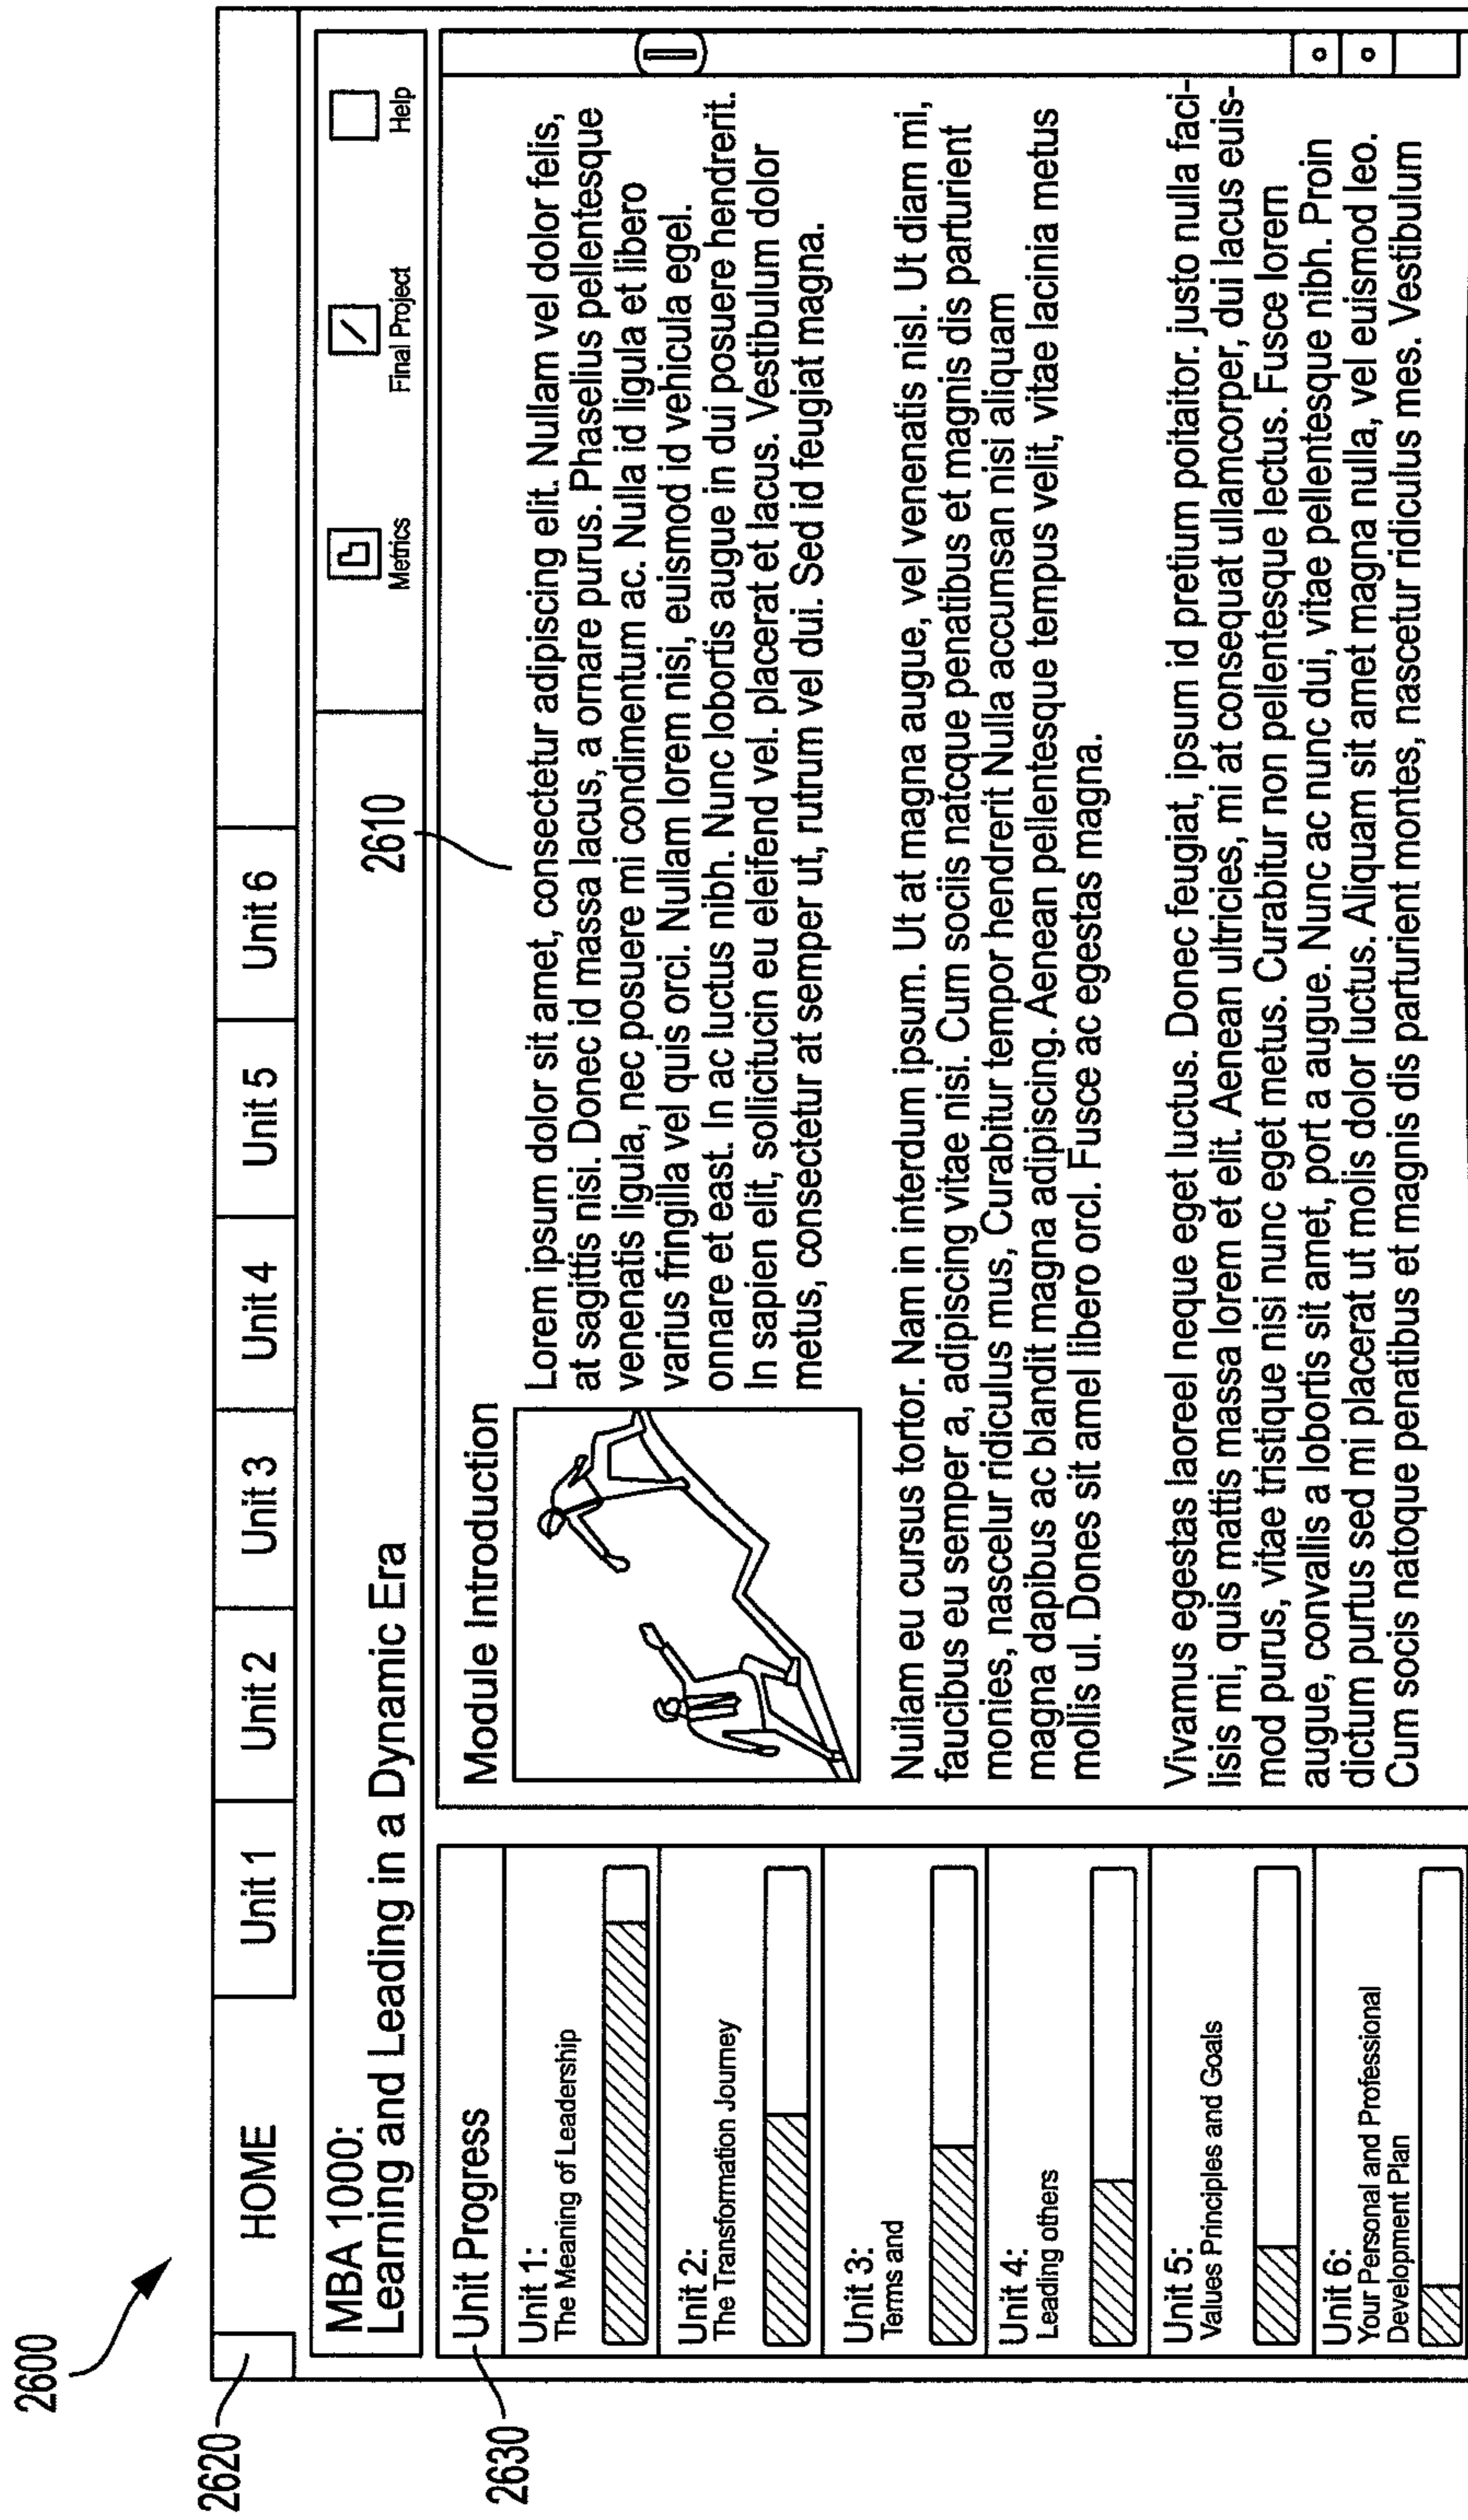 2600
2620
HOME
Unit 1
Unit 2
Unit 3
Unit 4
Unit 5
Unit 6
MBA 1000:
Learning and Leading in a Dynamic Era
2610
Metrics
Final Project
Help
2630
Unit Progress
Unit 1:
The Meaning of Leadership
Unit 2:
The Transformation Journey
Unit 3:
Terms and
Unit 4:
Leading others
Unit 5:
Values Principles and Goals
Unit 6:
Your Personal and Professional
Development Plan
Module Introduction
Lorem ipsum dolor sit amet, consectetur adipiscing elit. Nullam vel dolor felis,
at sagittis nisi. Donec id massa lacus, a ornare purus. Phaselius pellentesque
venenatis ligula, nec posuere mi condimentum ac. Nulla id ligula et libero
varius fringilla vel quis orci. Nullam lorem nisi, euismod id vehicula egel.
onnare et east. In ac luctus nibh. Nunc lobortis augue in dui posuere hendrerit.
In sapien elit, sollicitucin eu eleifend vel. placerat et lacus. Vestibulum dolor
metus, consectetur at semper ut, rutrum vel dui. Sed id feugiat magna.
Nuilam eu cursus tortor. Nam in interdum ipsum. Ut at magna augue, vel venenatis nisl. Ut diam mi,
faucibus eu semper a, adipiscing vitae nisi. Cum sociis natcque penatibus et magnis dis parturient
monies, nascelur ridiculus mus, Curabitur tempor hendrerit Nulla accumsan nisi aliquam
magna dapibus ac blandit magna adipiscing. Aenean pellentesque tempus velit, vitae lacinia metus
mollis ul. Dones sit amel libero orcl. Fusce ac egestas magna.
Vivamus egestas laoreel neque eget luctus. Donec feugiat, ipsum id pretium poitaitor. justo nulla faci-
lisis mi, quis mattis massa lorem et elit. Aenean ultricies, mi at consequat ullamcorper, dui lacus euis-
mod purus, vitae tristique nisi nunc eget metus. Curabitur non pellentesque lectus. Fusce lorem
augue, convallis a lobortis sit amet, port a augue. Nunc ac nunc dui, vitae pellentesque nibh. Proin
dictum purtus sed mi placerat ut molis dolor luctus. Aliquam sit amet magna nulla, vel euismod leo.
Cum socis natoque penatibus et magnis dis parturient montes, nascetur ridiculus mes. Vestibulum